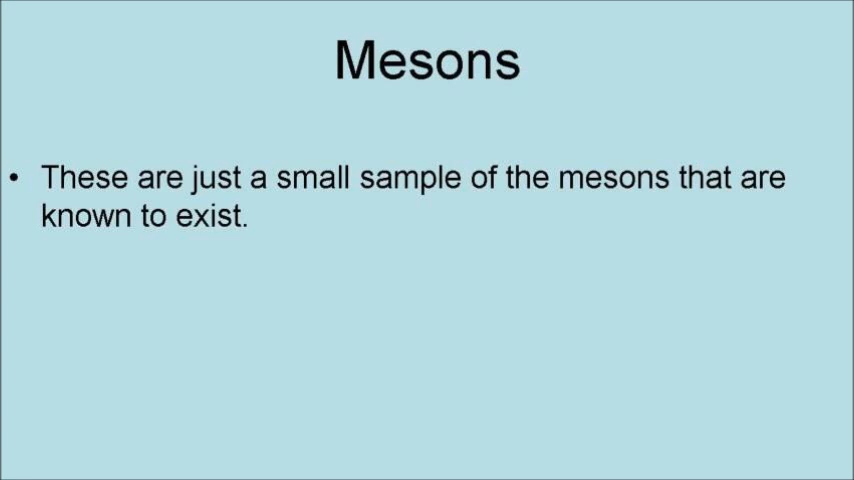 Mesons
• These are just a small sample of the mesons that are
known to exist.